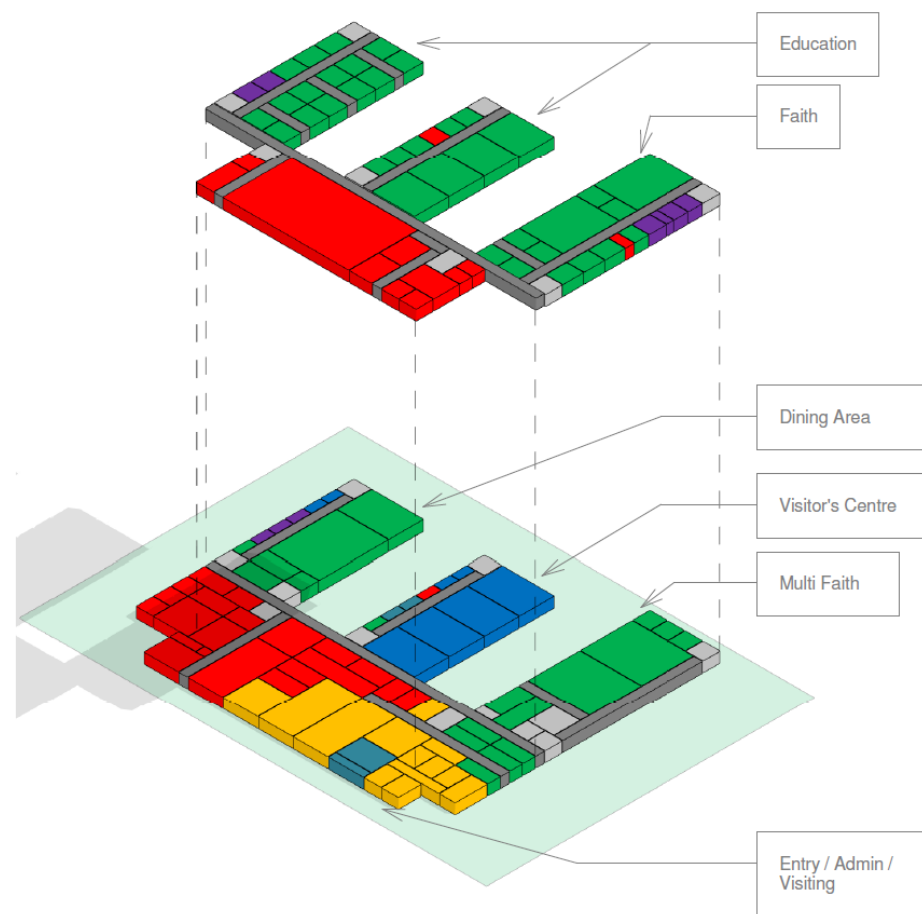 Education
Faith
Dining Area
Visitor's Centre
Multi Faith
Entry / Admin /
Visiting